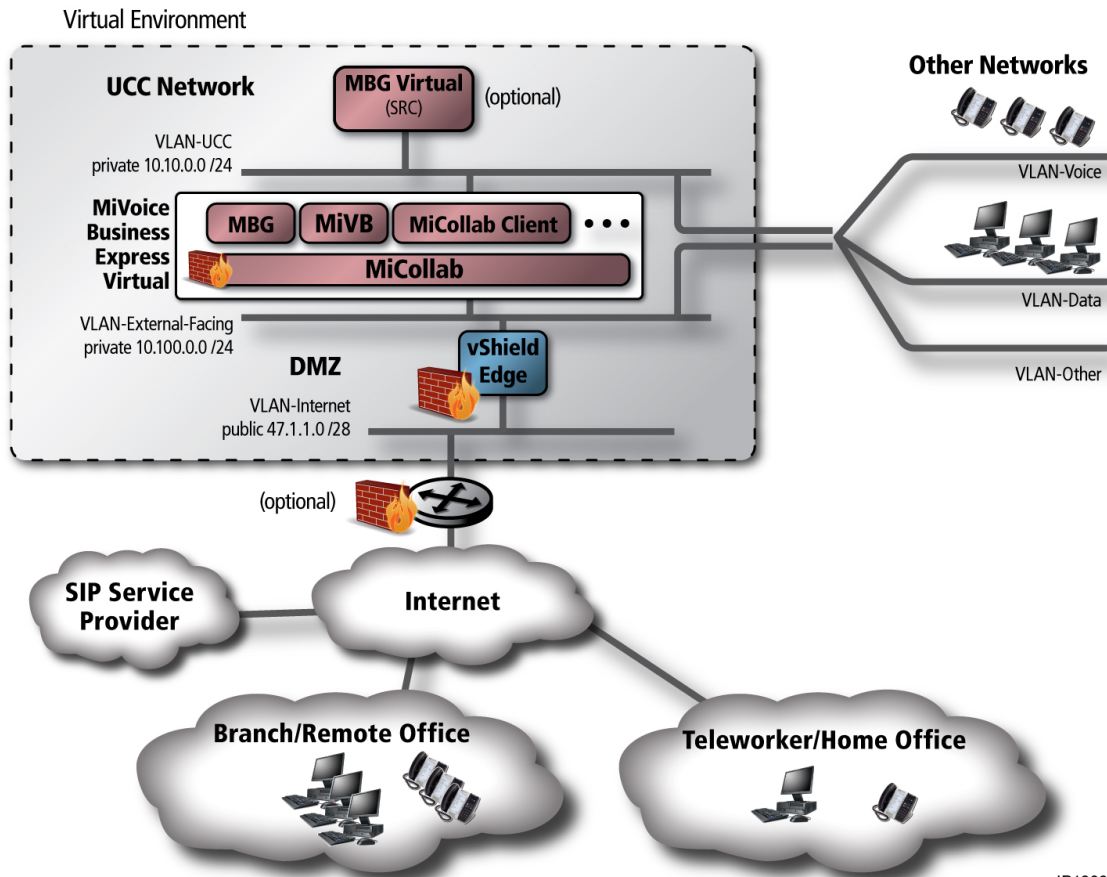 Virtual Environment
UCC Network
MBG Virtual
(SRC)
(optional)
Other Networks
VLAN-UCC
private 10.10.0.0 /24
VLAN-Voice
MiVoice
Business
Express
Virtual
MBG
MiVB
MiCollab Client
• • •
MiCollab
VLAN-Data
VLAN-External-Facing
private 10.100.0.0 /24
DMZ
vShield
Edge
VLAN-Other
VLAN-Internet
public 47.1.1.0 /28
(optional)
SIP Service
Provider
Internet
Branch/Remote Office
Teleworker/Home Office